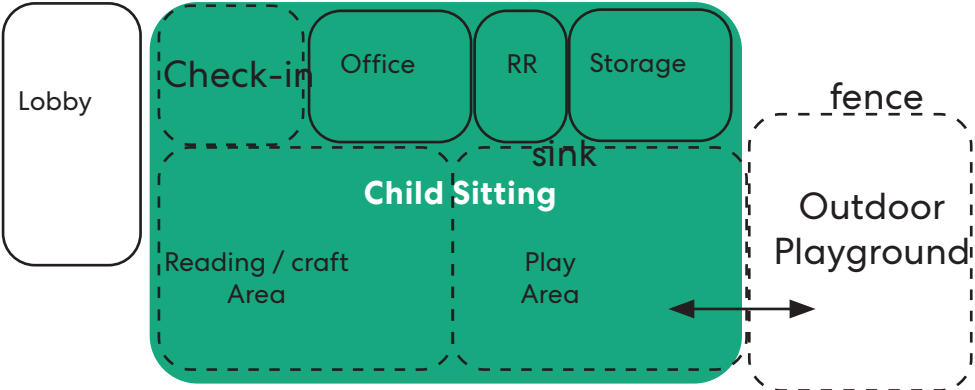 Lobby
Check-in
Office
RR
Storage
fence
sink
Child Sitting
Outdoor
Playground
Reading / craft
Area
Play
Area